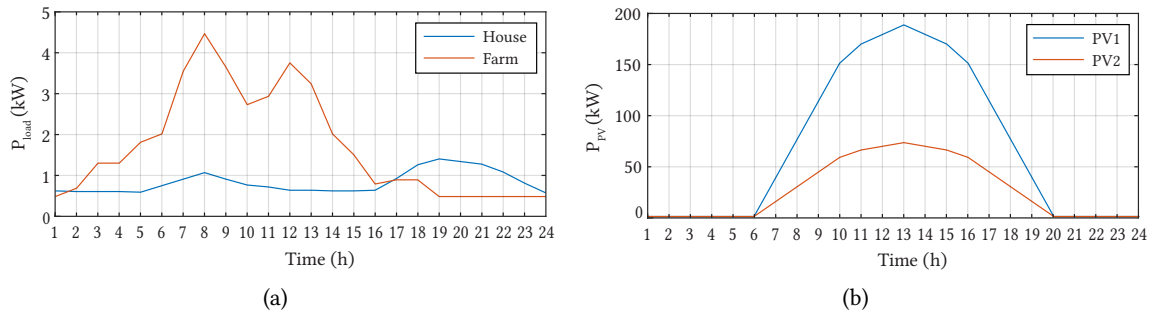 5
4
3
2
1
0
P_load (kW)
House
Farm
1 2 3 4 5 6 7 8 9 10 11 12 13 14 15 16 17 18 19 20 21 22 23 24
Time (h)
(a)
200
150
100
50
0
P_PV (kW)
PV1
PV2
1 2 3 4 5 6 7 8 9 10 11 12 13 14 15 16 17 18 19 20 21 22 23 24
Time (h)
(b)